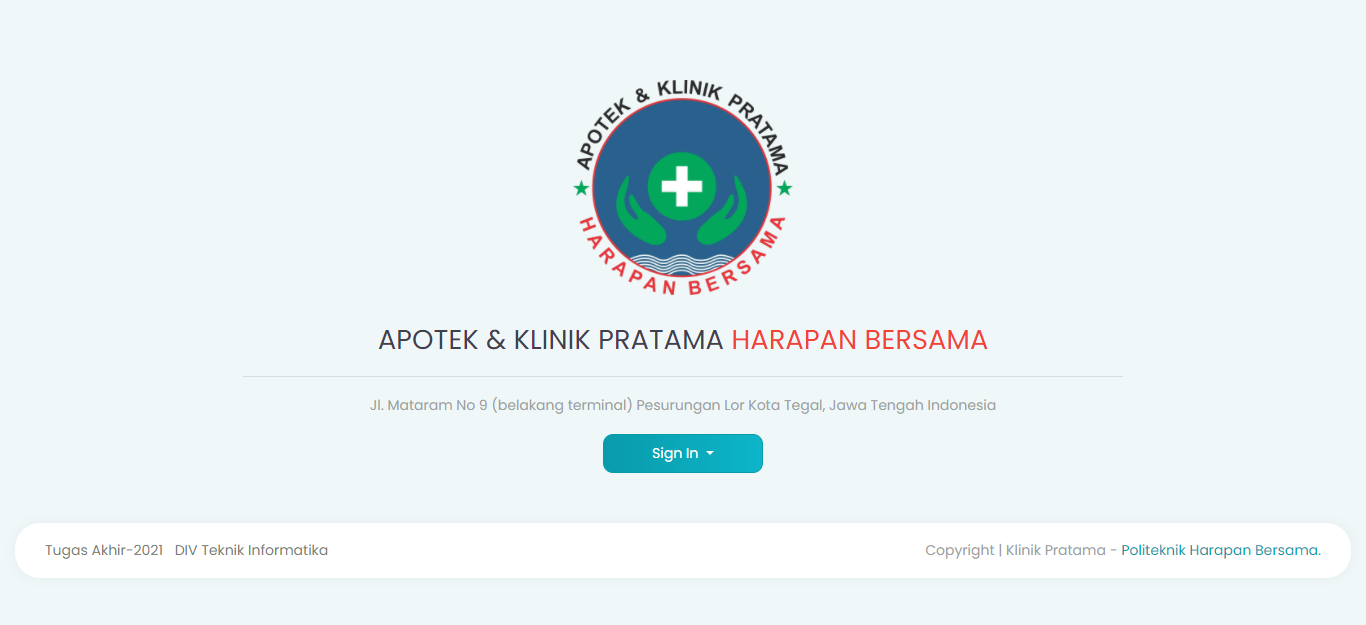 APOTEK & KLINIK PRATAMA
HARAPAN BERSAMA
APOTEK & KLINIK PRATAMA HARAPAN BERSAMA
Jl. Mataram No 9 (belakang terminal) Pesurungan Lor Kota Tegal, Jawa Tengah Indonesia
Sign In
Tugas Akhir-2021 DIV Teknik Informatika
Copyright | Klinik Pratama - Politeknik Harapan Bersama.